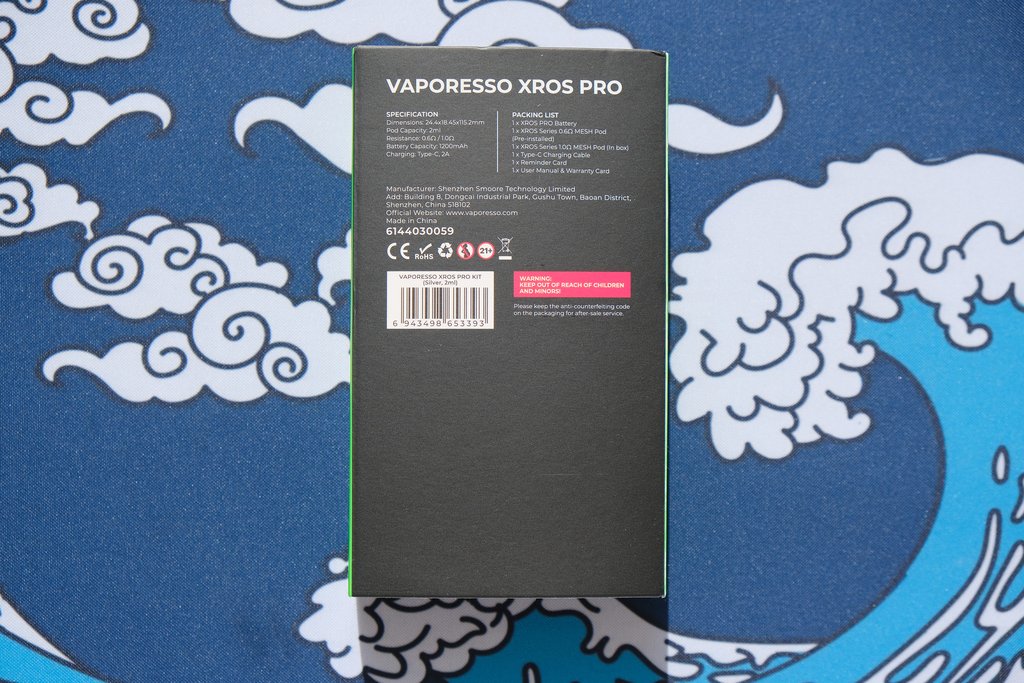 VAPORESSO XROS PRO
SPECIFICATION
Dimensions: 24.4x18.45x115.2mm
Pod Capacity: 2ml
Resistance: 0.6Ω / 1.0Ω
Battery Capacity: 1200mAh
Charging: Type-C, 2A
PACKING LIST
1 x XROS PRO Battery
1 x XROS Series 0.6Ω MESH Pod
(Pre-installed)
1 x XROS Series 1.0Ω MESH Pod (In box)
1 x Type-C Charging Cable
1 x Reminder Card
1 x User Manual & Warranty Card
Manufacturer: Shenzhen Smoore Technology Limited
Add: Building 8, Dongcai Industrial Park, Gushu Town, Baoan District,
Shenzhen, China 518102
Official Website: www.vaporesso.com
Made in China
6144030059
CE RoHS 21+
VAPORESSO XROS PRO KIT
(Silver, 2ml)
6 943498 653393
WARNING:
KEEP OUT OF REACH OF CHILDREN
AND MINORS!
Please keep the anti-counterfeiting code
on the packaging for after-sale service.